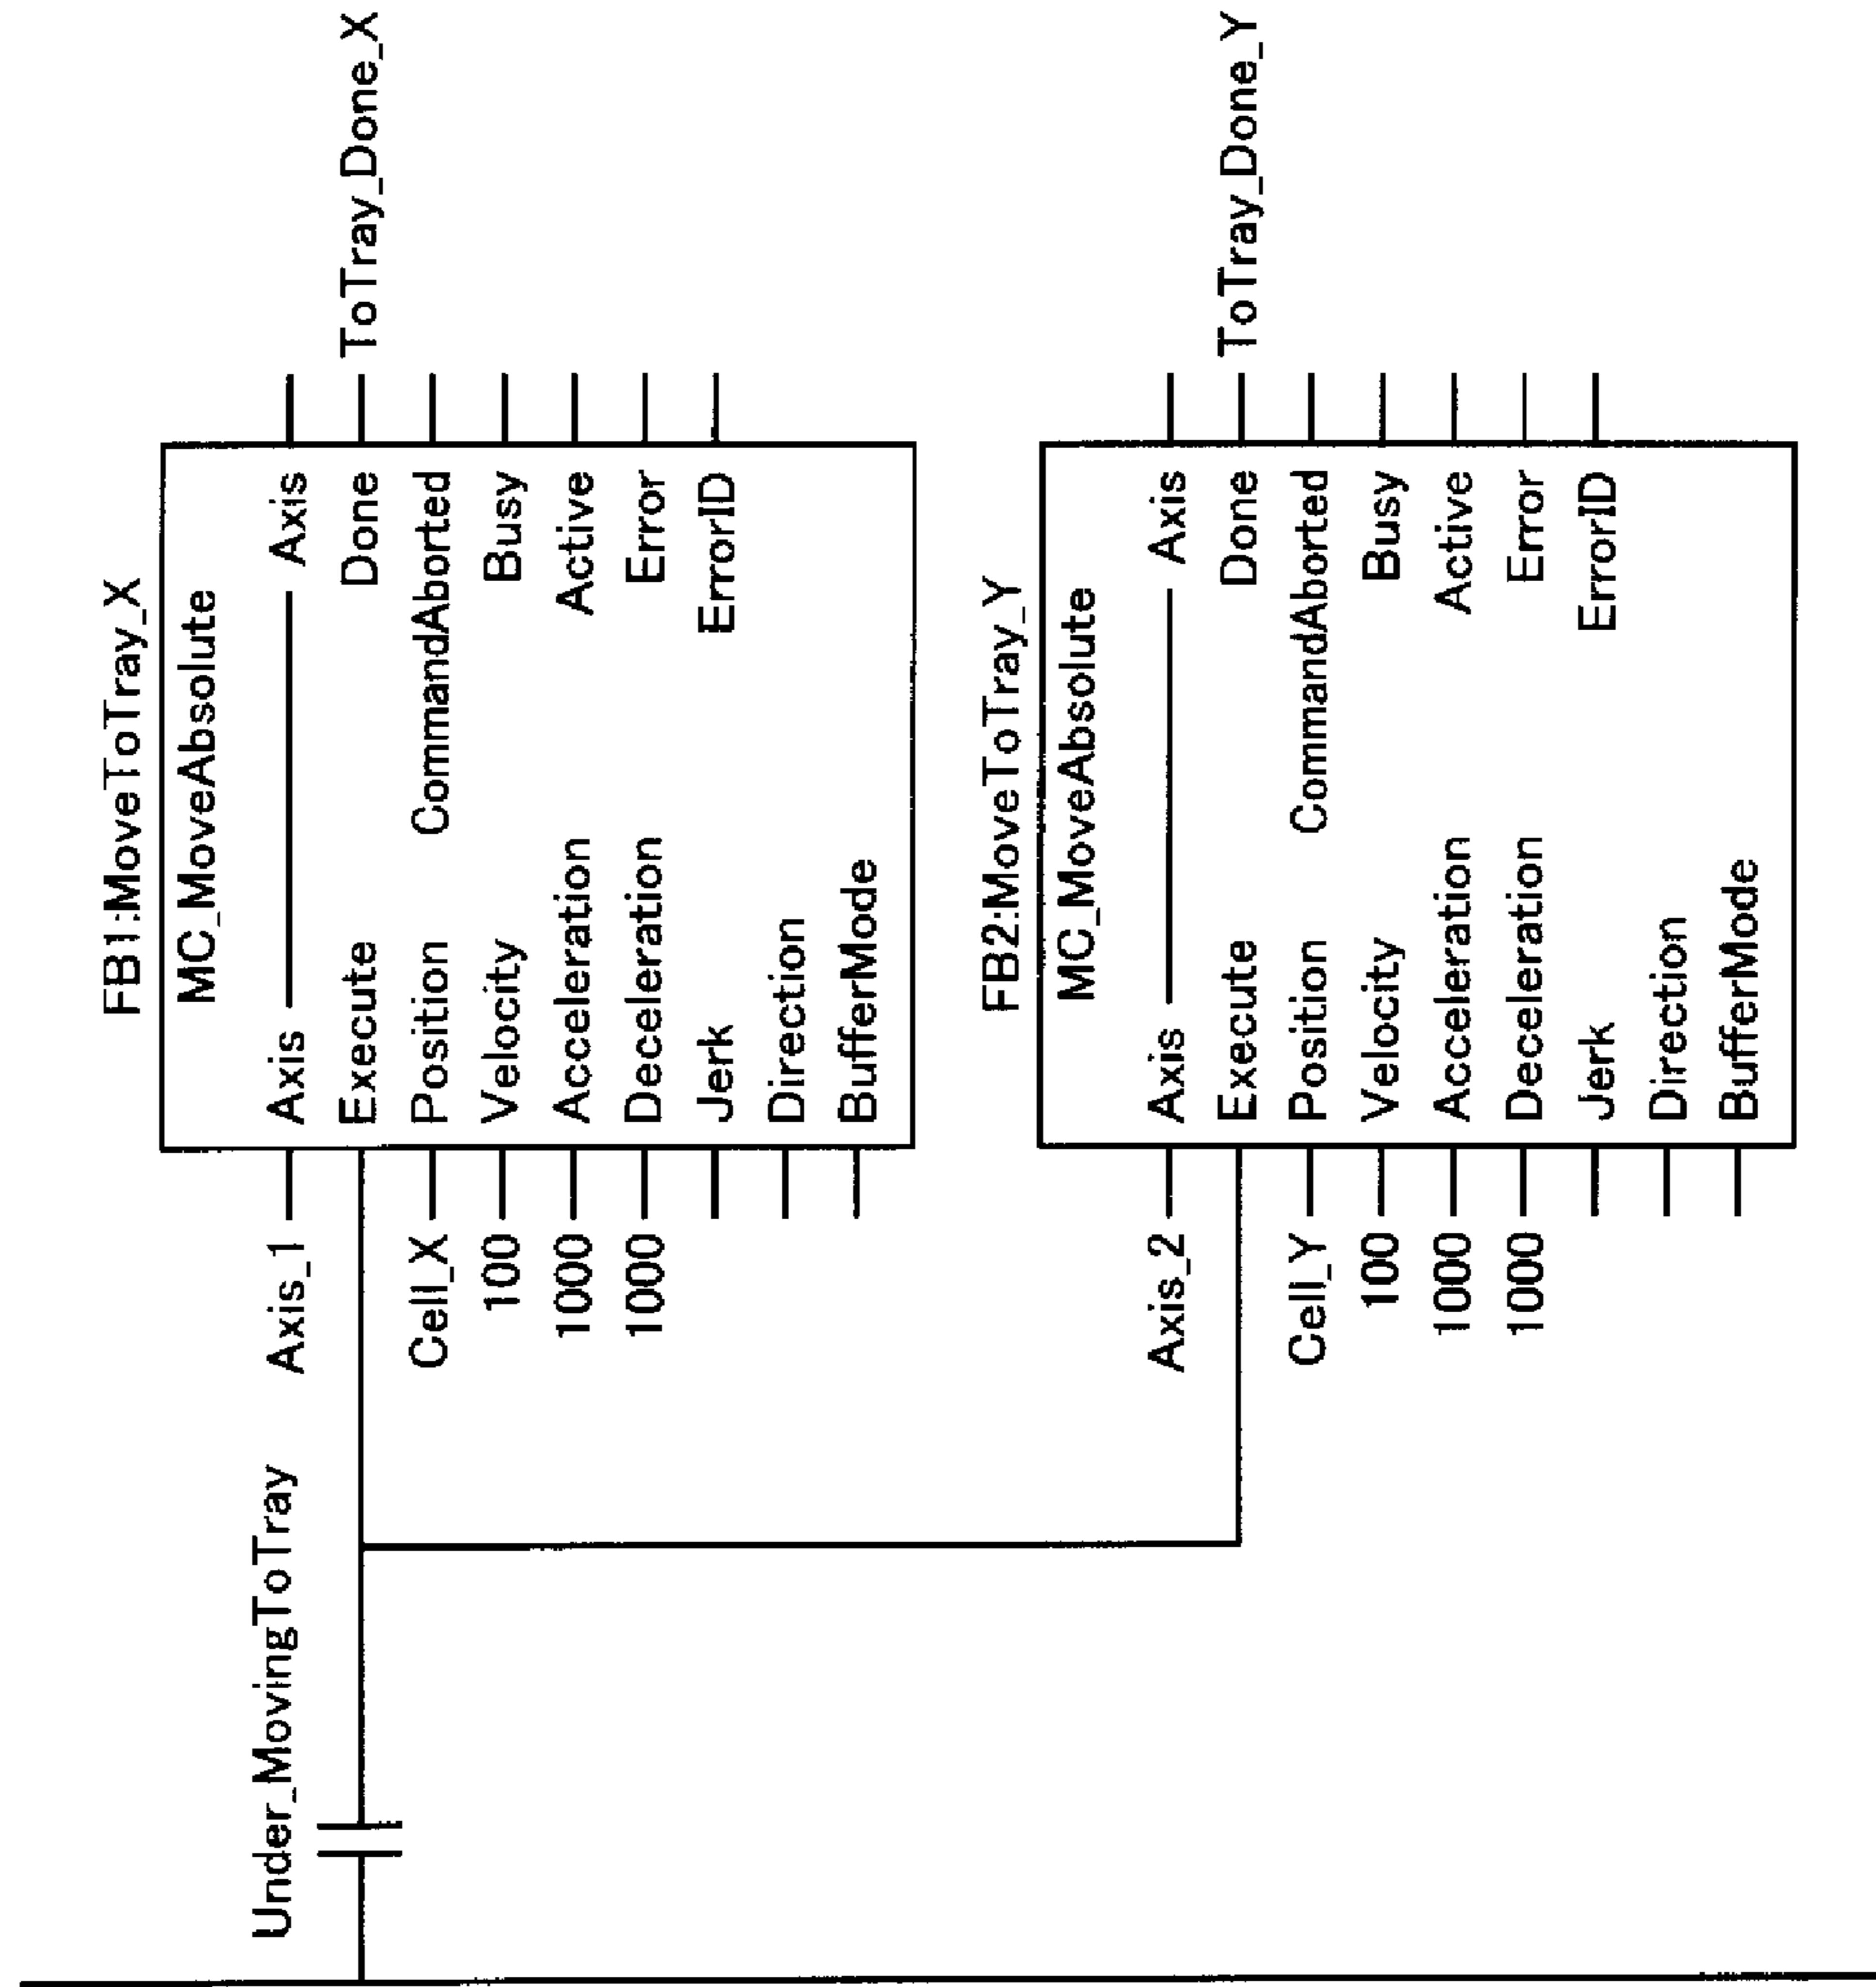 Under_MovingToTray
FB1:MoveToTray_X
MC_MoveAbsolute
Axis_1 Axis Axis
Execute Done ToTray_Done_X
Cell_X Position CommandAborted
100 Velocity Busy
1000 Acceleration Active
1000 Deceleration Error
Jerk ErrorID
Direction
BufferMode
FB2:MoveToTray_Y
MC_MoveAbsolute
Axis_2 Axis Axis
Execute Done ToTray_Done_Y
Cell_Y Position CommandAborted
100 Velocity Busy
1000 Acceleration Active
1000 Deceleration Error
Jerk ErrorID
Direction
BufferMode